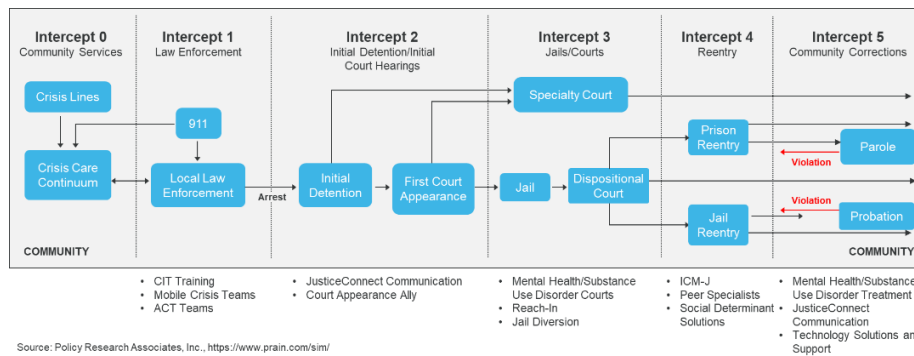 Intercept 0
Community Services
Intercept 1
Law Enforcement
Intercept 2
Initial Detention/Initial
Court Hearings
Intercept 3
Jails/Courts
Intercept 4
Reentry
Intercept 5
Community Corrections
Crisis Lines
911
Crisis Care
Continuum
Local Law
Enforcement
Arrest
Initial
Detention
First Court
Appearance
Specialty Court
Jail
Dispositional
Court
Prison
Reentry
Jail
Reentry
Violation
Parole
Violation
Probation
COMMUNITY
COMMUNITY
• CIT Training
• Mobile Crisis Teams
• ACT Teams
• JusticeConnect Communication
• Court Appearance Ally
• Mental Health/Substance
Use Disorder Courts
• Reach-In
• Jail Diversion
• ICM-J
• Peer Specialists
• Social Determinant
Solutions
• Mental Health/Substance
Use Disorder Treatment
• JusticeConnect
Communication
• Technology Solutions and
Support
Source: Policy Research Associates, Inc., https://www.prain.com/sim/